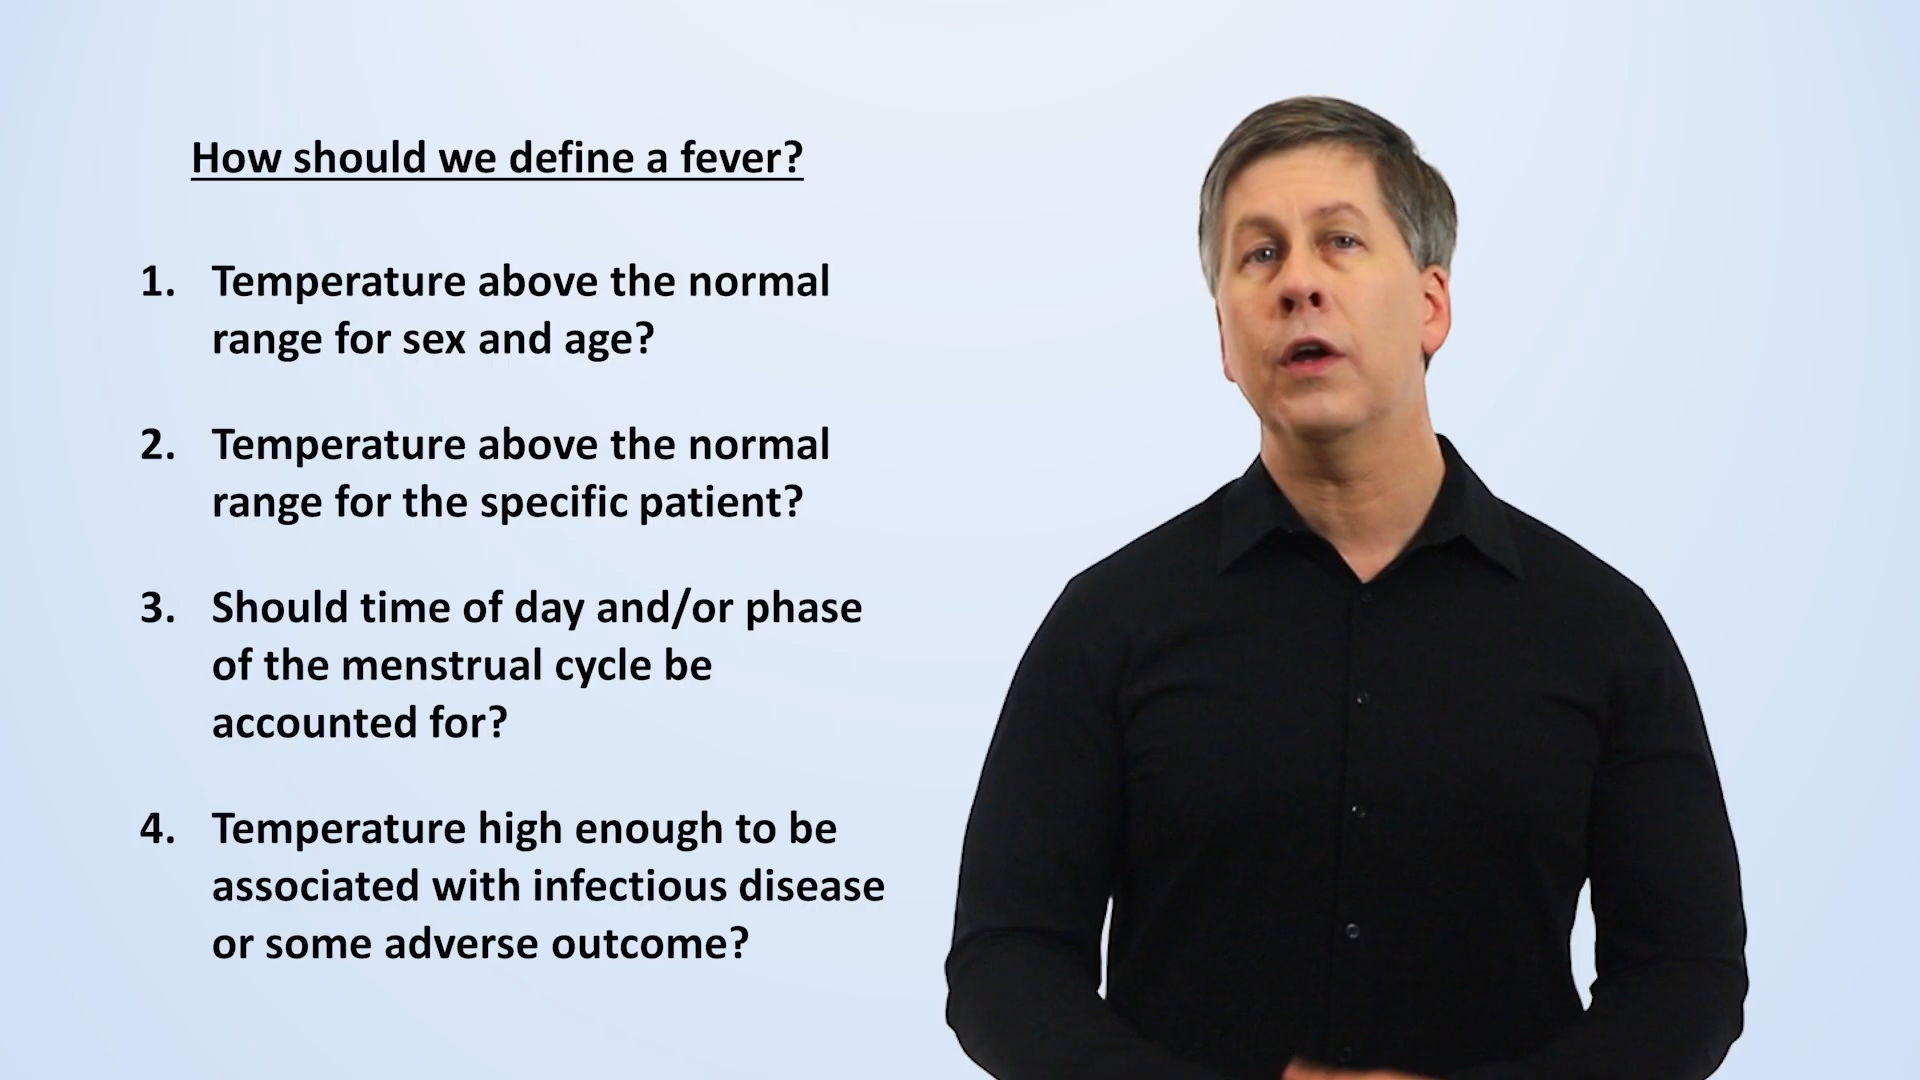 How should we define a fever?
1. Temperature above the normal
range for sex and age?
2. Temperature above the normal
range for the specific patient?
3. Should time of day and/or phase
of the menstrual cycle be
accounted for?
4. Temperature high enough to be
associated with infectious disease
or some adverse outcome?